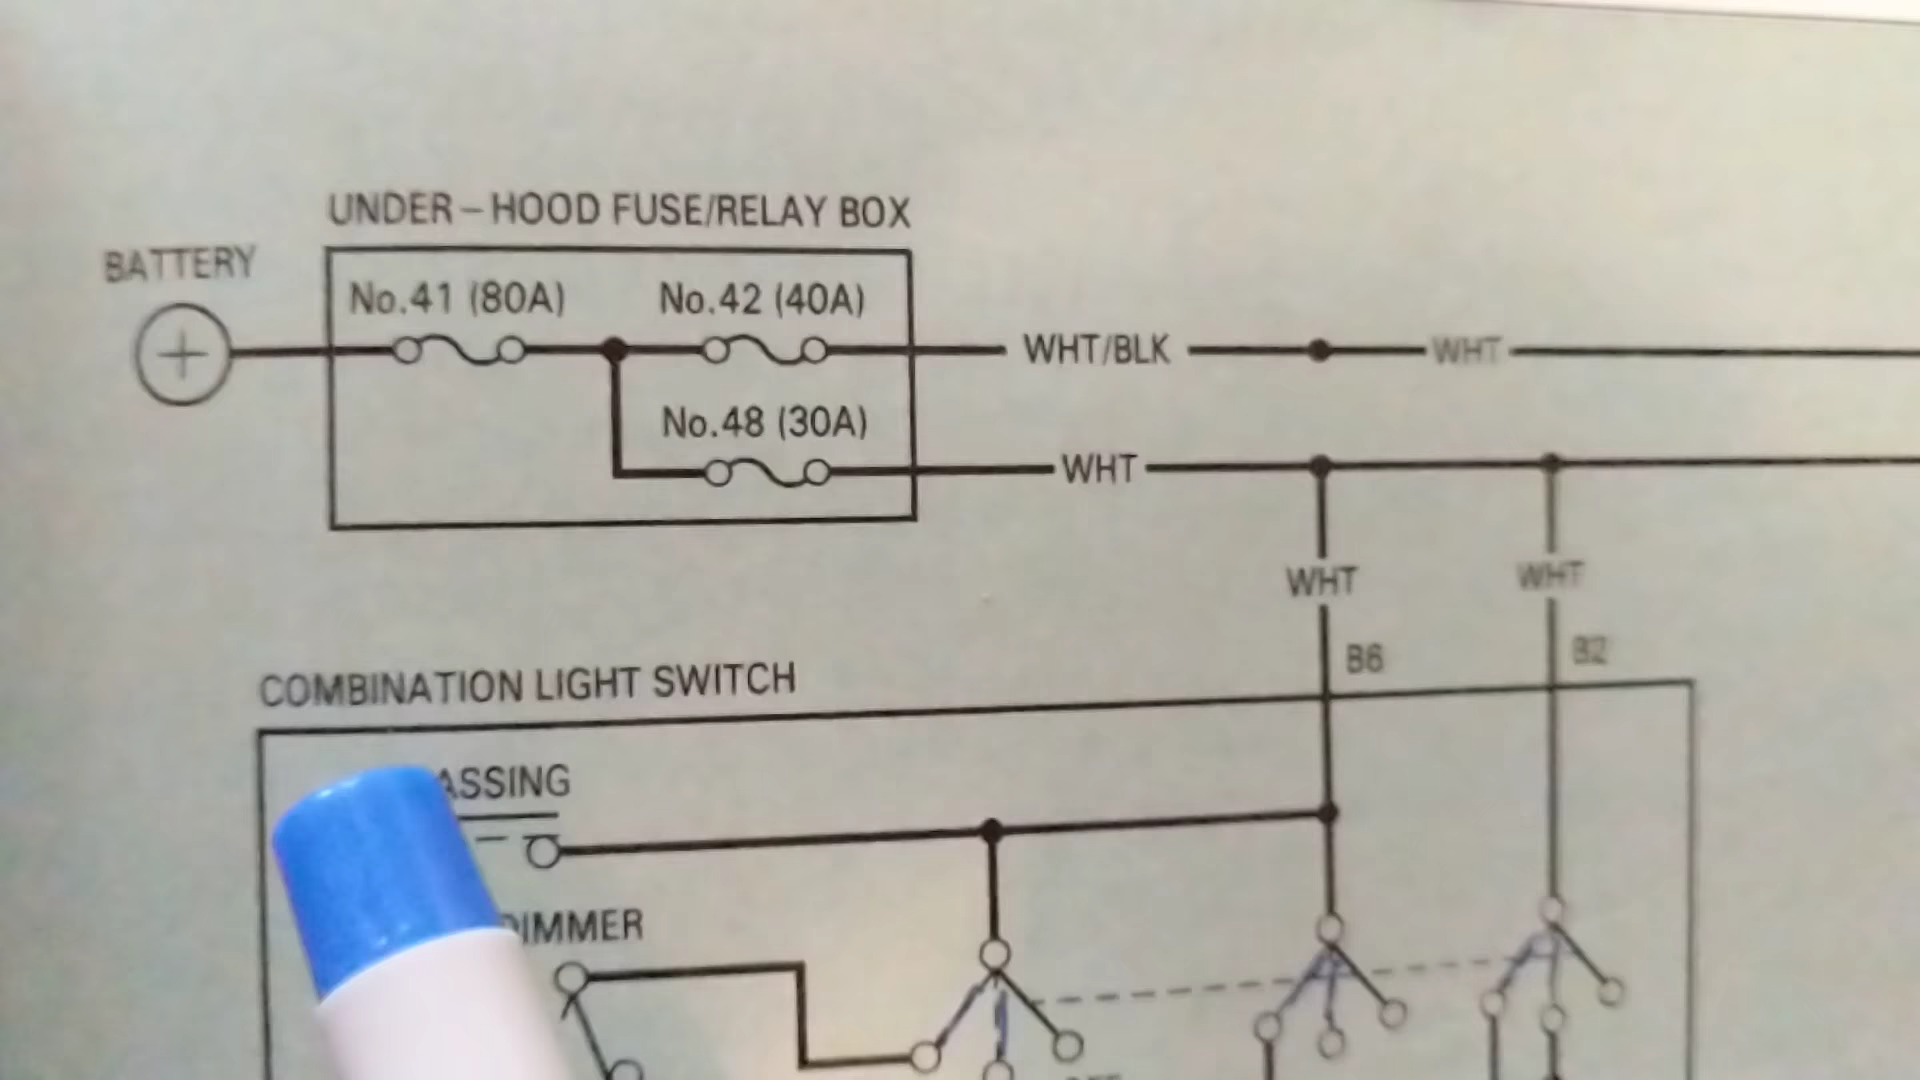 UNDER-HOOD FUSE/RELAY BOX
BATTERY
No.41 (80A)
No.42 (40A)
WHT/BLK
WHT
No.48 (30A)
WHT
WHT
WHT
B6
B2
COMBINATION LIGHT SWITCH
ASSING
DIMMER